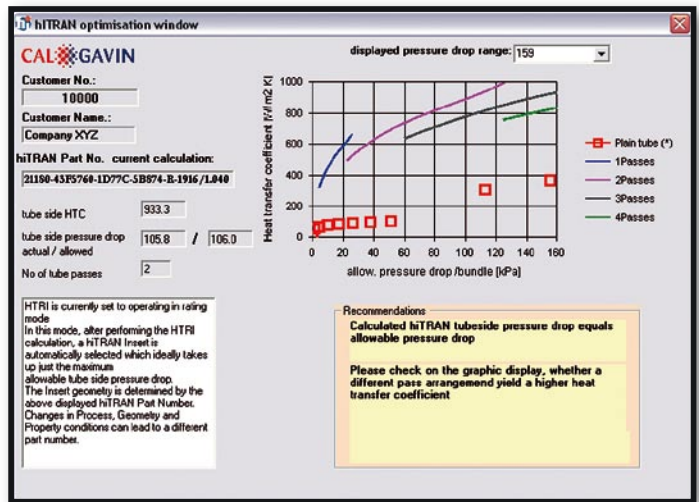 hITRAN optimisation window
CALGAVIN
Customer No.:
10000
Customer Name.:
Company XYZ
hiTRAN Part No. current calculation:
21180-45F5760-1D77C-5B874-R-1916 /1.040
tube side HTC
933.3
tube side pressure drop
actual / allowed
105.8 / 106.0
No of tube passes
2
HTRI is currently set to operating in rating
mode
In this mode, after performing the HTRI
calculation, a hiTRAN Insert is
automatically selected which ideally takes
up just the maximum
allowable tube side pressure drop.
The Insert geometry is determined by the
above displayed hiTRAN Part Number.
Changes in Process, Geometry and
Property conditions can lead to a different
part number.
displayed pressure drop range: 159
Heat transfer coefficient [W/m2 K]
1000
800
600
400
200
0
0 20 40 60 80 100 120 140 160
allow. pressure drop /bundle [kPa]
Plain tube (*)
1Passes
2Passes
3Passes
4Passes
Recommendations
Calculated hiTRAN tubeside pressure drop equals
allowable pressure drop
Please check on the graphic display, whether a
different pass arrangemond yield a higher heat
transfer coefficient